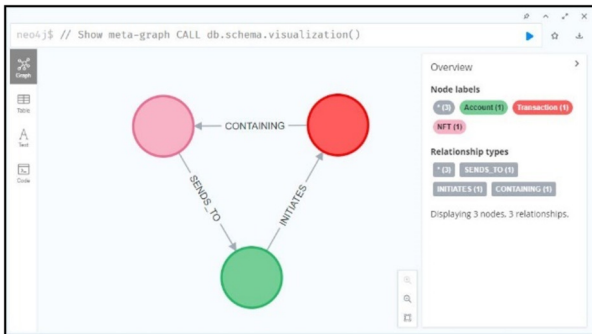 neo4j$ // Show meta-graph CALL db.schema.visualization()
Graph
Table
Text
Code
CONTAINING
SENDS_TO
INITIATES
Overview
Node labels
* (3) Account (1) Transaction (1)
NFT (1)
Relationship types
* (3) SENDS_TO (1)
INITIATES (1) CONTAINING (1)
Displaying 3 nodes, 3 relationships.